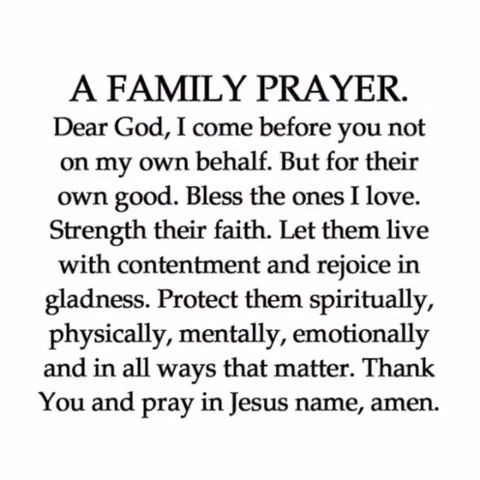 A FAMILY PRAYER.
Dear God, I come before you not
on my own behalf. But for their
own good. Bless the ones I love.
Strength their faith. Let them live
with contentment and rejoice in
gladness. Protect them spiritually,
physically, mentally, emotionally
and in all ways that matter. Thank
You and pray in Jesus name, amen.